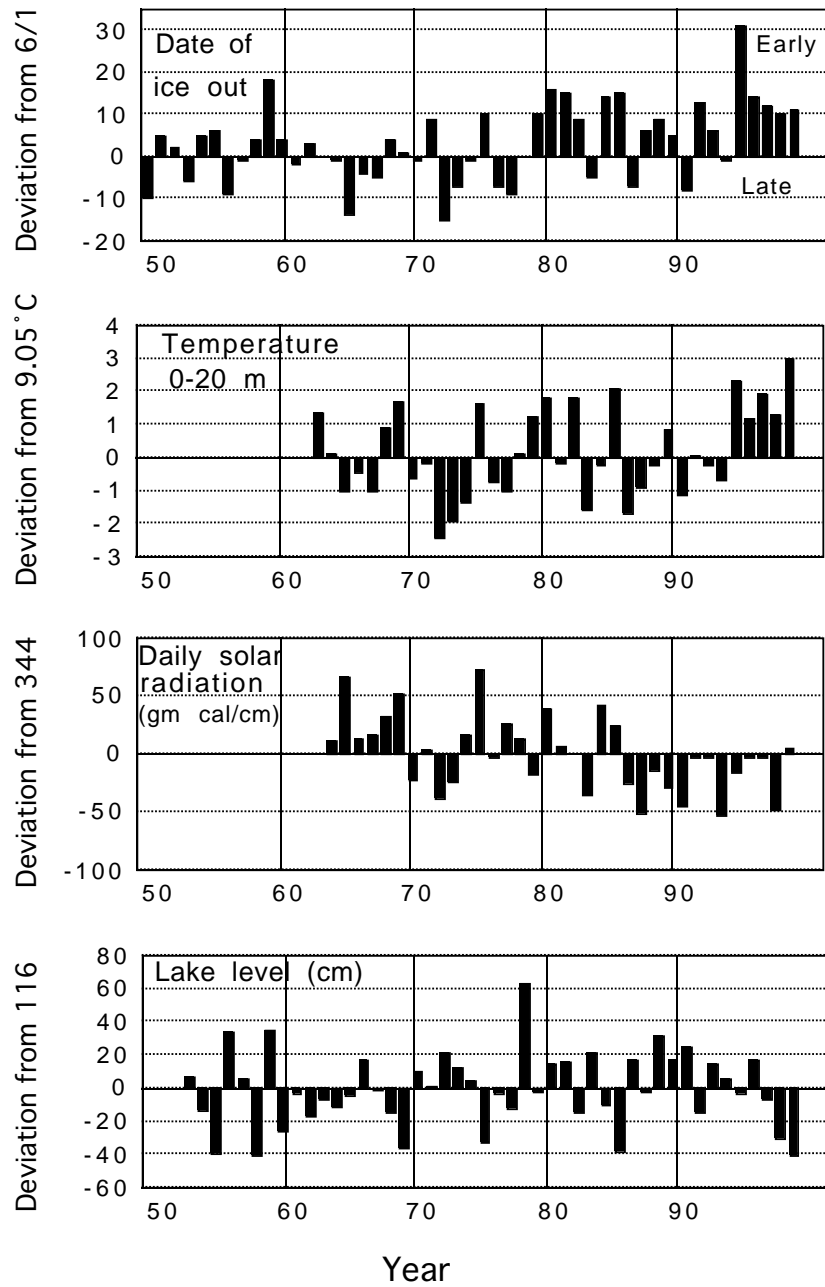 Deviation from 6/1
30
20
10
0
-10
-20
Date of
ice out
Early
Late
50 60 70 80 90
Deviation from 9.05˚C
4
3
2
1
0
-1
-2
-3
Temperature
0-20 m
50 60 70 80 90
Deviation from 344
100
50
0
-50
-100
Daily solar
radiation
(gm cal/cm)
50 60 70 80 90
Deviation from 116
80
60
40
20
0
-20
-40
-60
Lake level (cm)
50 60 70 80 90
Year